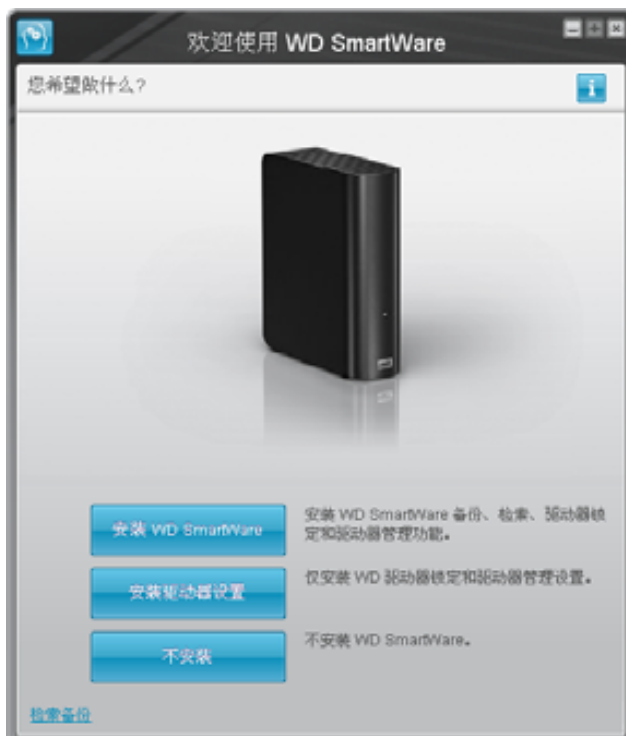 欢迎使用 WD SmartWare
您希望做什么?
安装 WD SmartWare
安装 WD SmartWare 备份、检索、驱动器锁
定和驱动器管理功能。
安装驱动器设置
仅安装 WD 驱动器锁定和驱动器管理设置。
不安装
不安装 WD SmartWare。
检索备份